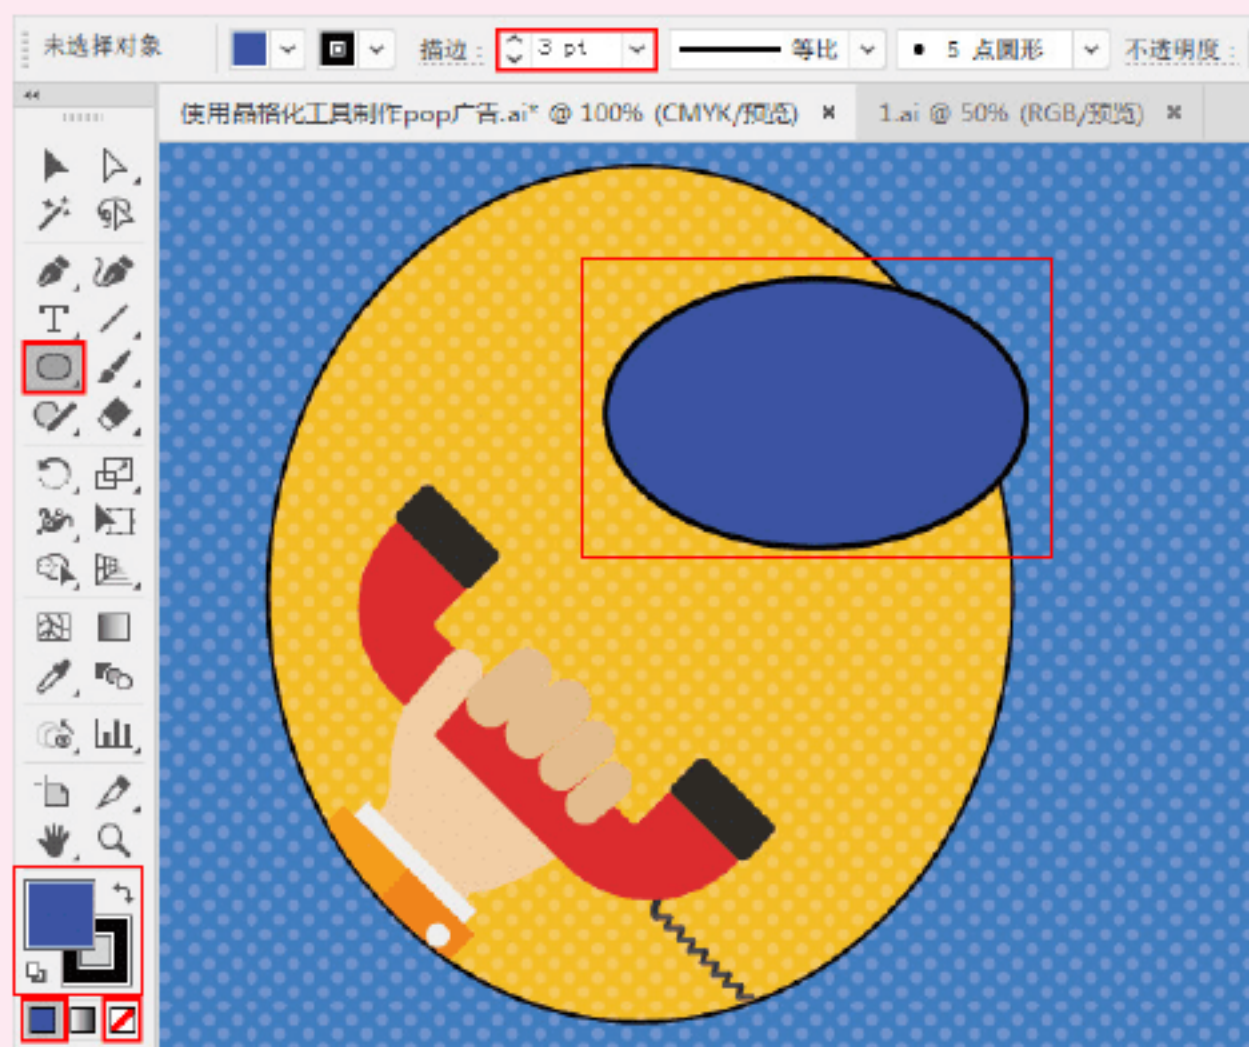 未选择对象 描边： 3 pt 等比 5 点圆形 不透明度：
使用晶格化工具制作pop广告.ai* @ 100% (CMYK/预览) × 1.ai @ 50% (RGB/预览) ×